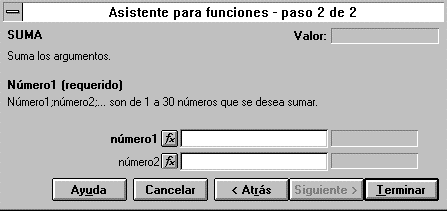 Asistente para funciones - paso 2 de 2
SUMA Valor:
Suma los argumentos.
Número1 (requerido)
Número1;número2;... son de 1 a 30 números que se desea sumar.
número1 fx
número2 fx
Ayuda Cancelar < Atrás Siguiente > Terminar